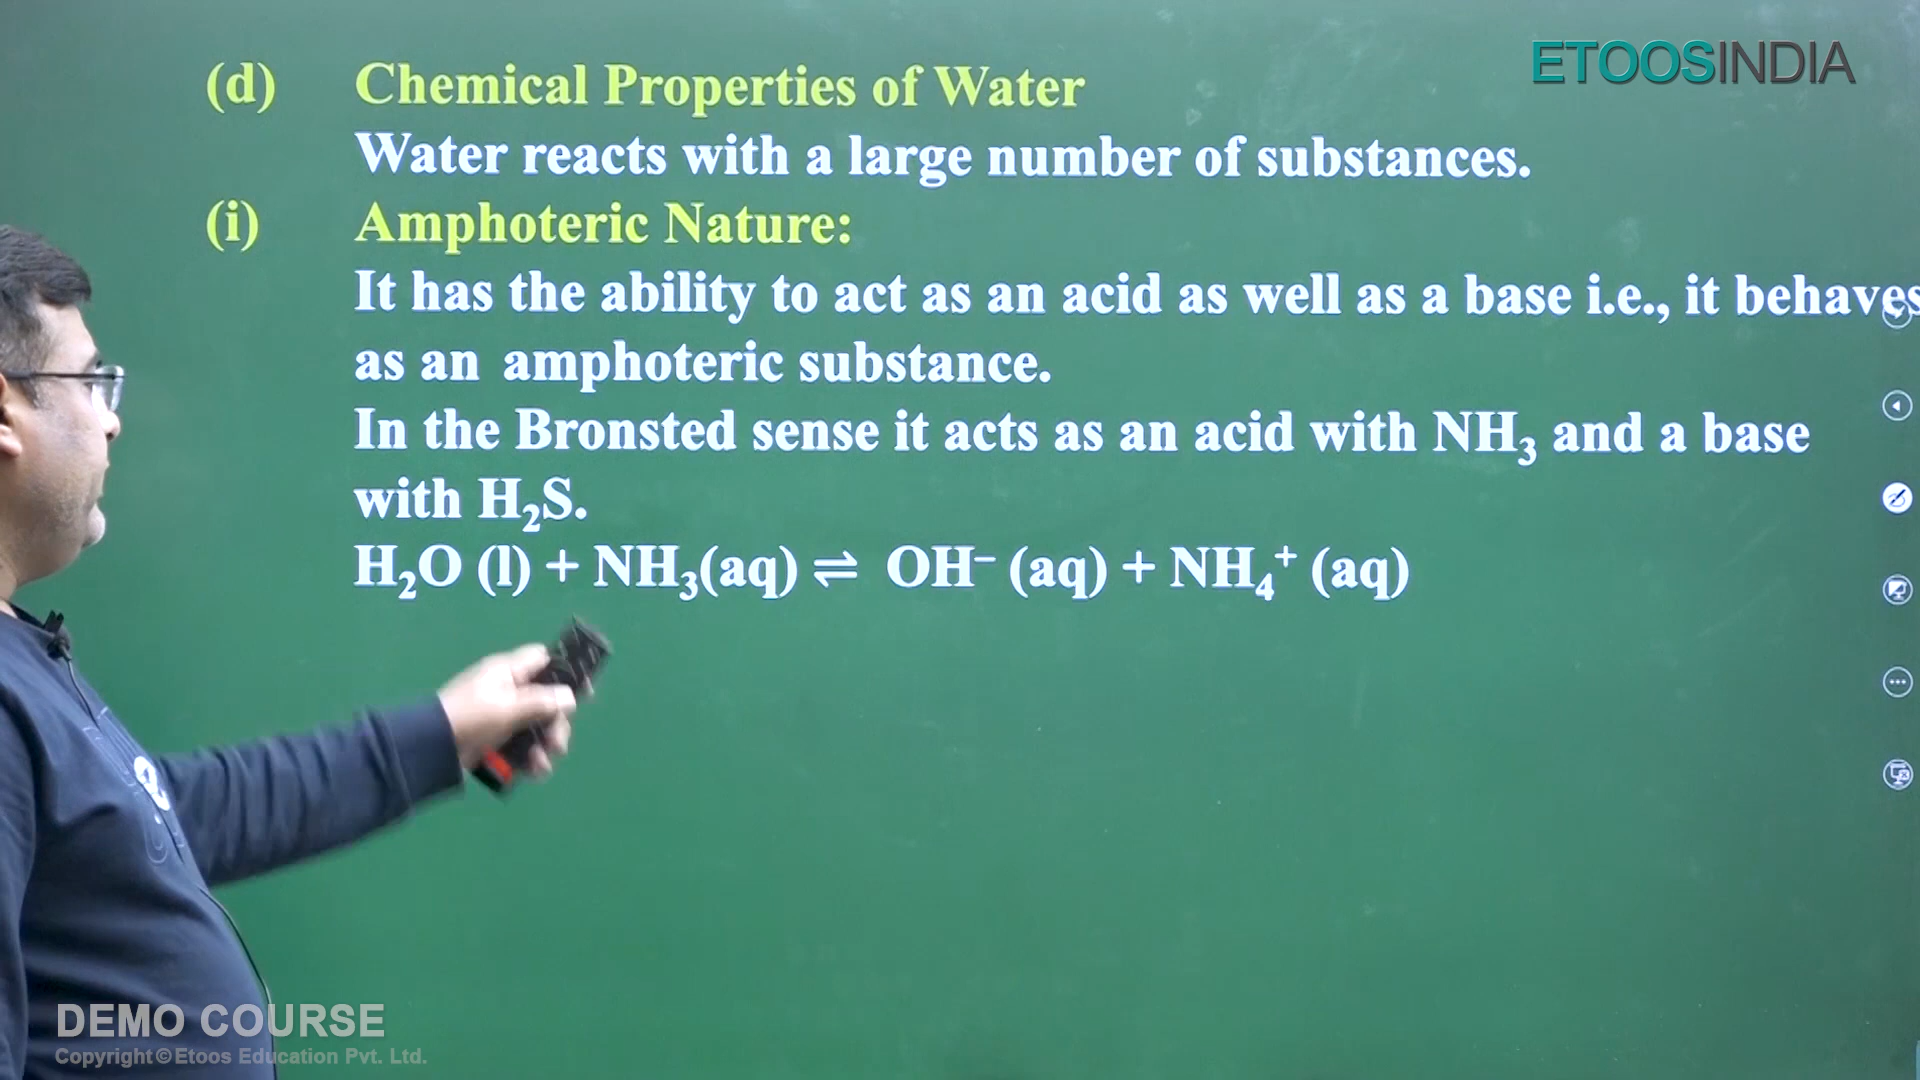 ETOOSINDIA
(d) Chemical Properties of Water
Water reacts with a large number of substances.
(i) Amphoteric Nature:
It has the ability to act as an acid as well as a base i.e., it behaves
as an amphoteric substance.
In the Bronsted sense it acts as an acid with NH₃ and a base
with H₂S.
H₂O (l) + NH₃(aq) ⇌ OH⁻ (aq) + NH₄⁺ (aq)
DEMO COURSE
Copyright © Etoos Education Pvt. Ltd.